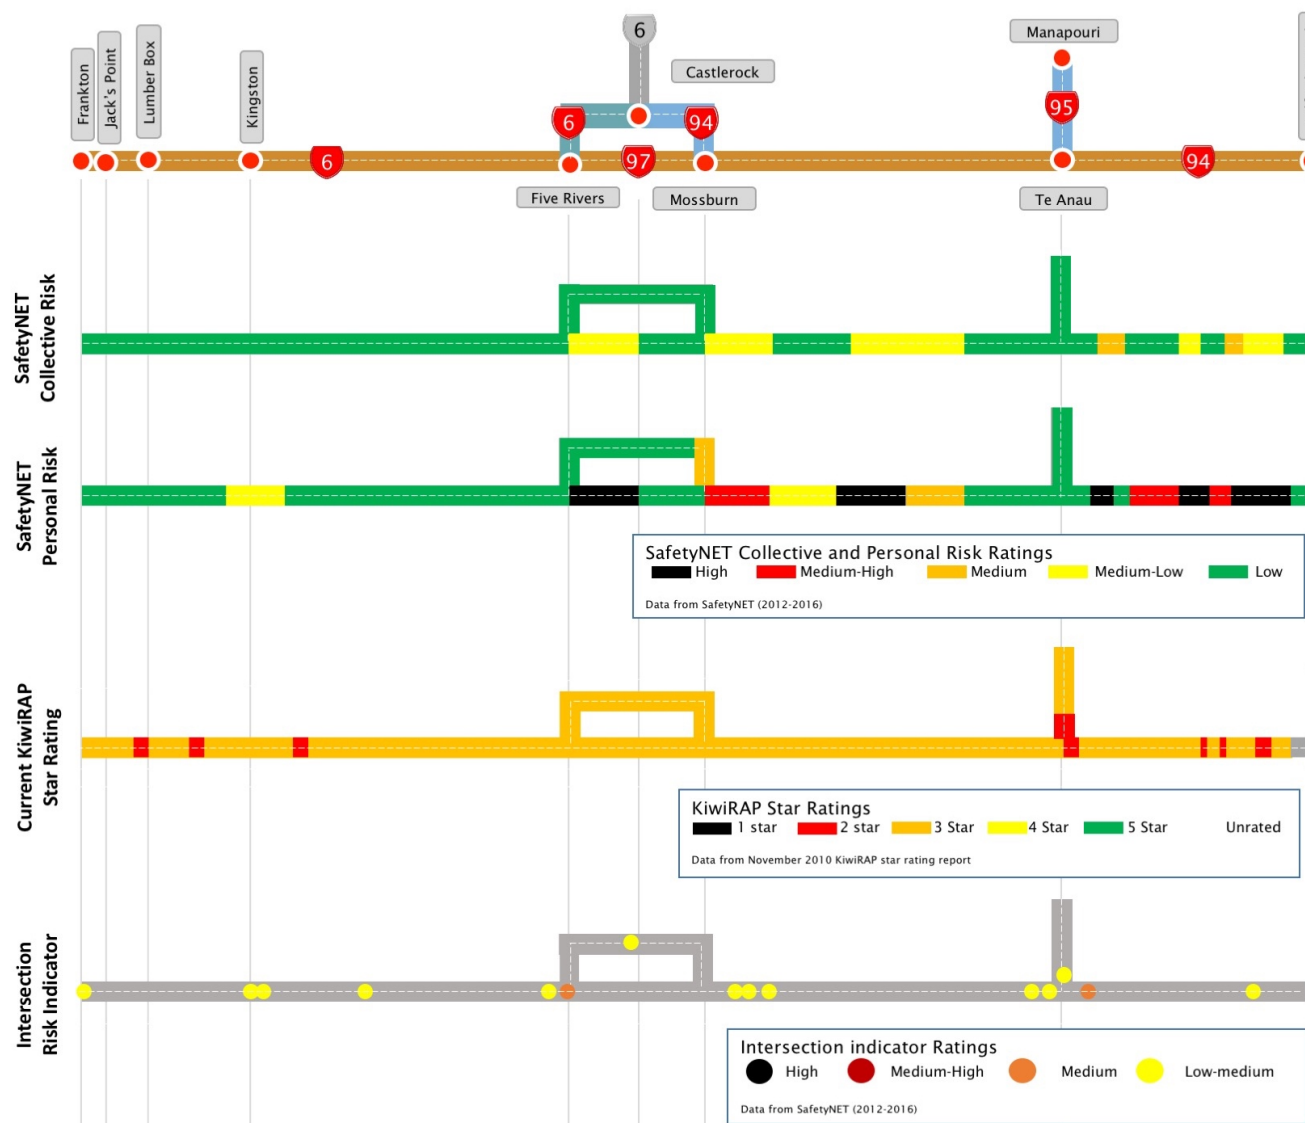 Frankton
Jack's Point
Lumber Box
Kingston
6
Castlerock
Manapouri
6
94
95
6
97
94
Five Rivers
Mossburn
Te Anau
SafetyNET
Collective Risk
SafetyNET
Personal Risk
SafetyNET Collective and Personal Risk Ratings
High Medium-High Medium Medium-Low Low
Data from SafetyNET (2012-2016)
Current KiwiRAP
Star Rating
KiwiRAP Star Ratings
1 star 2 star 3 Star 4 Star 5 Star Unrated
Data from November 2010 KiwiRAP star rating report
Intersection
Risk Indicator
Intersection indicator Ratings
High Medium-High Medium Low-medium
Data from SafetyNET (2012-2016)